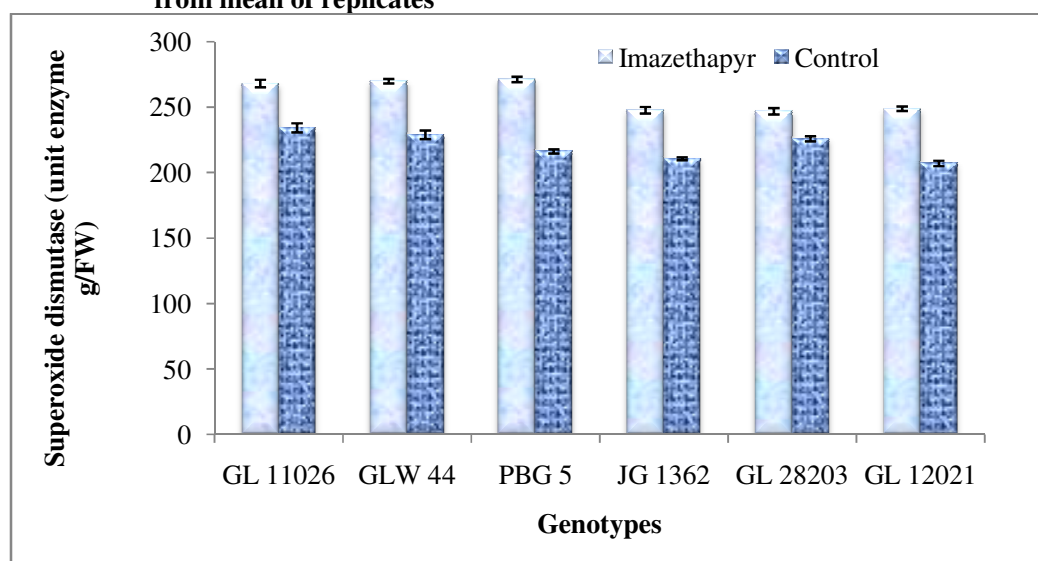 from mean of replicates
300
250
200
150
100
50
0
Superoxide dismutase (unit enzyme
g/FW)
Imazethapyr Control
GL 11026 GLW 44 PBG 5 JG 1362 GL 28203 GL 12021
Genotypes